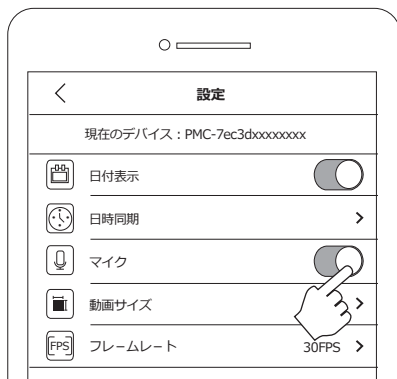 設定
現在のデバイス：PMC-7ec3dxxxxxxxx
日付表示
日時同期
マイク
動画サイズ
FPS フレームレート 30FPS